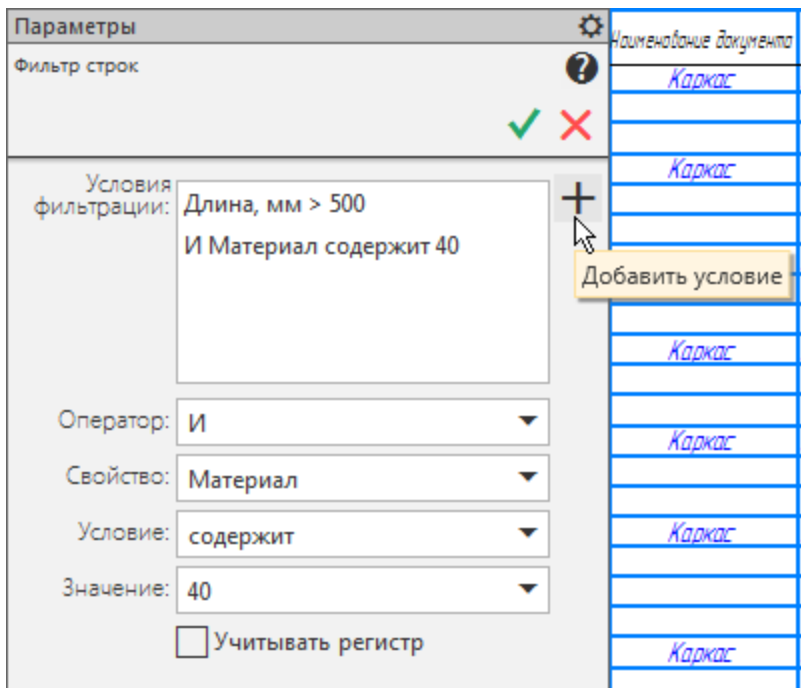 Параметры
Фильтр строк
Условия
фильтрации:
Длина, мм > 500
И Материал содержит 40
Добавить условие
Оператор: И
Свойство: Материал
Условие: содержит
Значение: 40
Учитывать регистр
Наименование документа
Каркас
Каркас
Каркас
Каркас
Каркас
Каркас